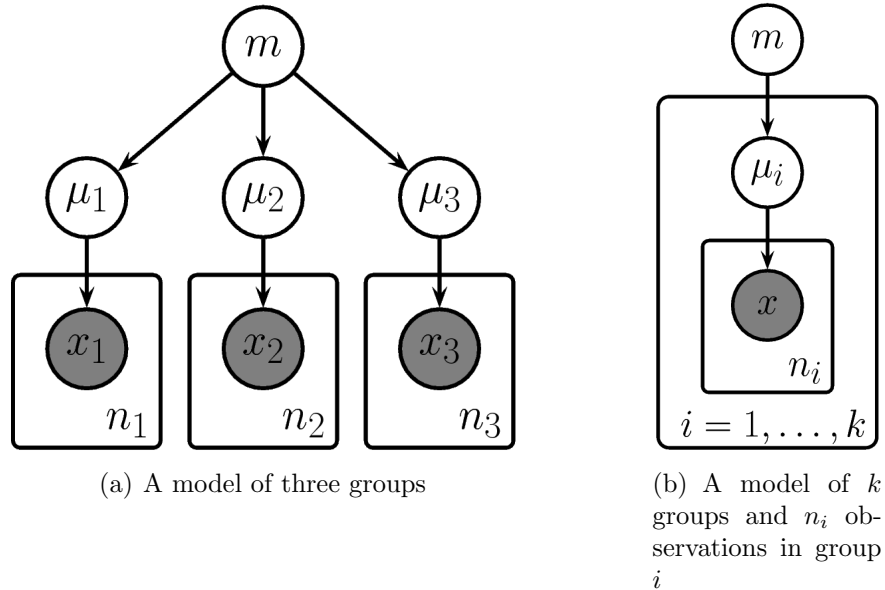 m
μ₁ μ₂ μ₃
x₁ x₂ x₃
n₁ n₂ n₃
(a) A model of three groups
m
μᵢ
x
nᵢ
i = 1, . . . , k
(b) A model of k
groups and nᵢ ob-
servations in group
i